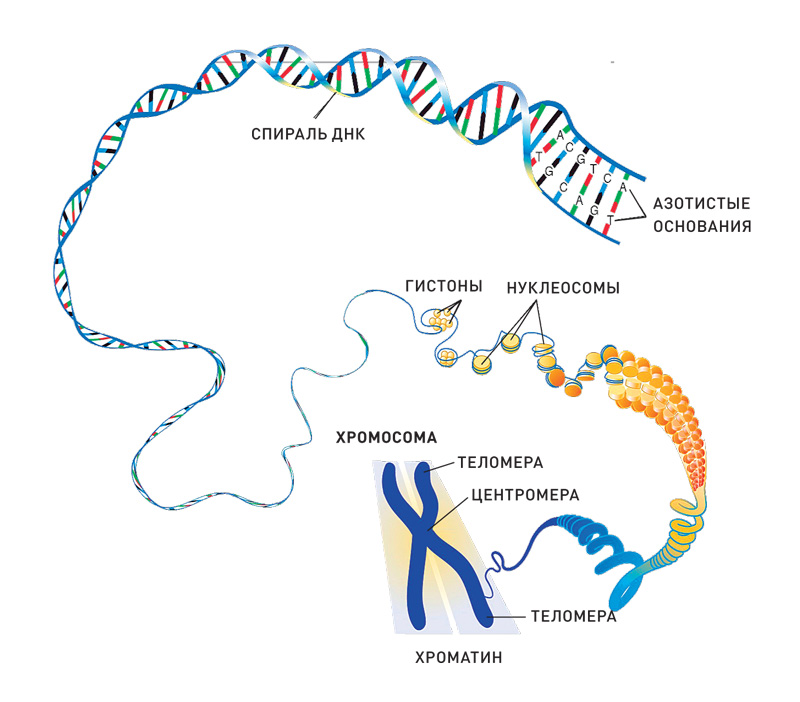 СПИРАЛЬ ДНК
A C G T C A
T G C A G T
АЗОТИСТЫЕ
ОСНОВАНИЯ
ГИСТОНЫ
НУКЛЕОСОМЫ
ХРОМОСОМА
ТЕЛОМЕРА
ЦЕНТРОМЕРА
ТЕЛОМЕРА
ХРОМАТИН